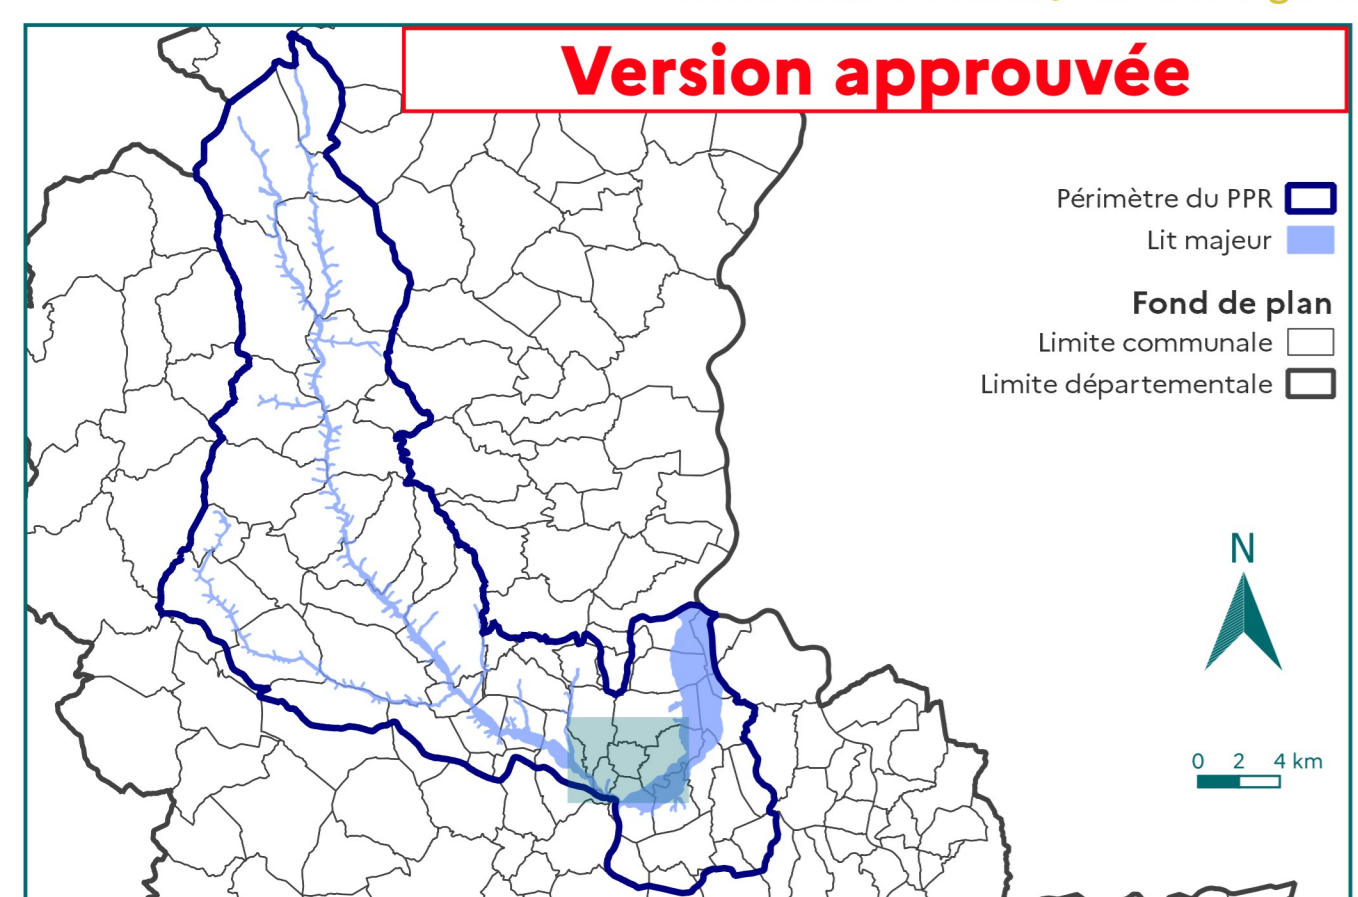 Version approuvée
Périmètre du PPR
Lit majeur
Fond de plan
Limite communale
Limite départementale
N
0 2 4 km